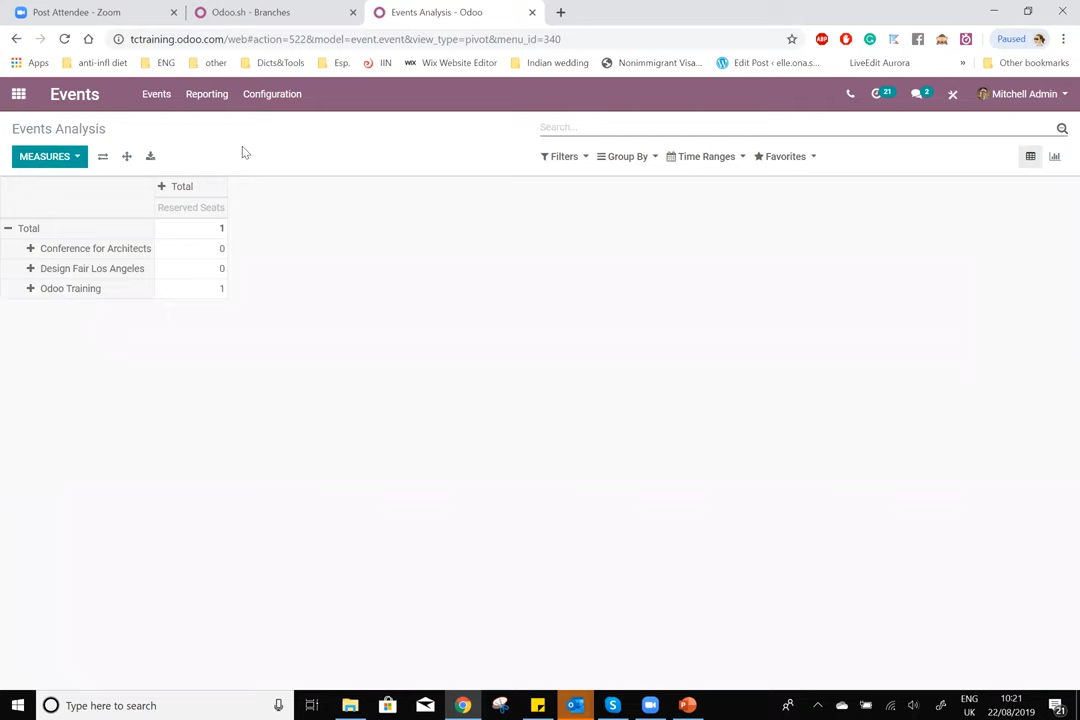 Post Attendee - Zoom
Odoo.sh - Branches
Events Analysis - Odoo
tctraining.odoo.com/web#action=522&model=event.event&view_type=pivot&menu_id=340
Paused
Apps
anti-infl diet
ENG
other
Dicts&Tools
Esp.
IIN
Wix Website Editor
Indian wedding
Nonimmigrant Visa...
Edit Post ‹ elle.ona.s...
LiveEdit Aurora
»
Other bookmarks
Events
Events
Reporting
Configuration
21
2
Mitchell Admin
Events Analysis
Search...
MEASURES
Filters
Group By
Time Ranges
Favorites
Total
Reserved Seats
Total 1
Conference for Architects 0
Design Fair Los Angeles 0
Odoo Training 1
Type here to search
ENG
UK
10:21
22/08/2019
21